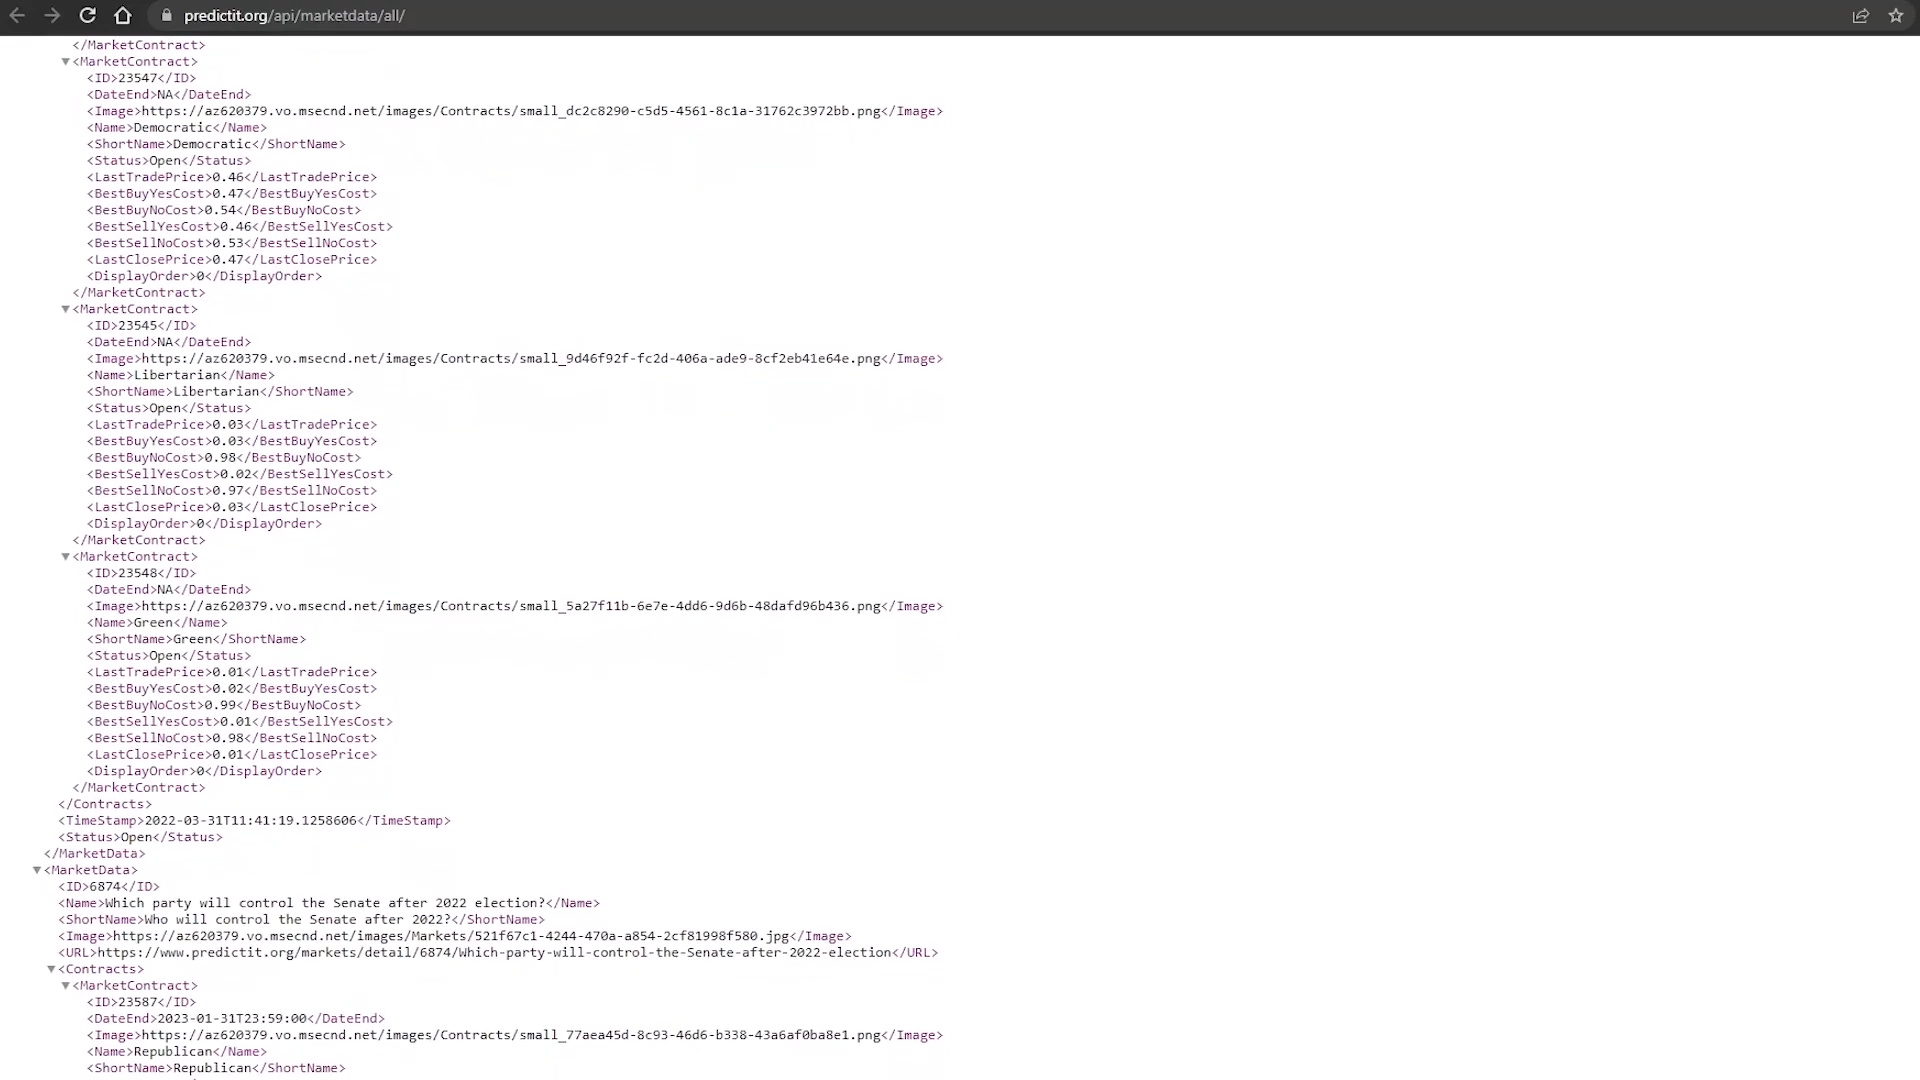 predictit.org/api/marketdata/all/
</MarketContract>
▼<MarketContract>
<ID>23547</ID>
<DateEnd>NA</DateEnd>
<Image>https://az620379.vo.msecnd.net/images/Contracts/small_dc2c8290-c5d5-4561-8c1a-31762c3972bb.png</Image>
<Name>Democratic</Name>
<ShortName>Democratic</ShortName>
<Status>Open</Status>
<LastTradePrice>0.46</LastTradePrice>
<BestBuyYesCost>0.47</BestBuyYesCost>
<BestBuyNoCost>0.54</BestBuyNoCost>
<BestSellYesCost>0.46</BestSellYesCost>
<BestSellNoCost>0.53</BestSellNoCost>
<LastClosePrice>0.47</LastClosePrice>
<DisplayOrder>0</DisplayOrder>
</MarketContract>
▼<MarketContract>
<ID>23545</ID>
<DateEnd>NA</DateEnd>
<Image>https://az620379.vo.msecnd.net/images/Contracts/small_9d46f92f-fc2d-406a-ade9-8cf2eb41e64e.png</Image>
<Name>Libertarian</Name>
<ShortName>Libertarian</ShortName>
<Status>Open</Status>
<LastTradePrice>0.03</LastTradePrice>
<BestBuyYesCost>0.03</BestBuyYesCost>
<BestBuyNoCost>0.98</BestBuyNoCost>
<BestSellYesCost>0.02</BestSellYesCost>
<BestSellNoCost>0.97</BestSellNoCost>
<LastClosePrice>0.03</LastClosePrice>
<DisplayOrder>0</DisplayOrder>
</MarketContract>
▼<MarketContract>
<ID>23548</ID>
<DateEnd>NA</DateEnd>
<Image>https://az620379.vo.msecnd.net/images/Contracts/small_5a27f11b-6e7e-4dd6-9d6b-48dafd96b436.png</Image>
<Name>Green</Name>
<ShortName>Green</ShortName>
<Status>Open</Status>
<LastTradePrice>0.01</LastTradePrice>
<BestBuyYesCost>0.02</BestBuyYesCost>
<BestBuyNoCost>0.99</BestBuyNoCost>
<BestSellYesCost>0.01</BestSellYesCost>
<BestSellNoCost>0.98</BestSellNoCost>
<LastClosePrice>0.01</LastClosePrice>
<DisplayOrder>0</DisplayOrder>
</MarketContract>
</Contracts>
<TimeStamp>2022-03-31T11:41:19.1258606</TimeStamp>
<Status>Open</Status>
</MarketData>
▼<MarketData>
<ID>6874</ID>
<Name>Which party will control the Senate after 2022 election?</Name>
<ShortName>Who will control the Senate after 2022?</ShortName>
<Image>https://az620379.vo.msecnd.net/images/Markets/521f67c1-4244-470a-a854-2cf81998f580.jpg</Image>
<URL>https://www.predictit.org/markets/detail/6874/Which-party-will-control-the-Senate-after-2022-election</URL>
▼<Contracts>
▼<MarketContract>
<ID>23587</ID>
<DateEnd>2023-01-31T23:59:00</DateEnd>
<Image>https://az620379.vo.msecnd.net/images/Contracts/small_77aea45d-8c93-46d6-b338-43a6af0ba8e1.png</Image>
<Name>Republican</Name>
<ShortName>Republican</ShortName>